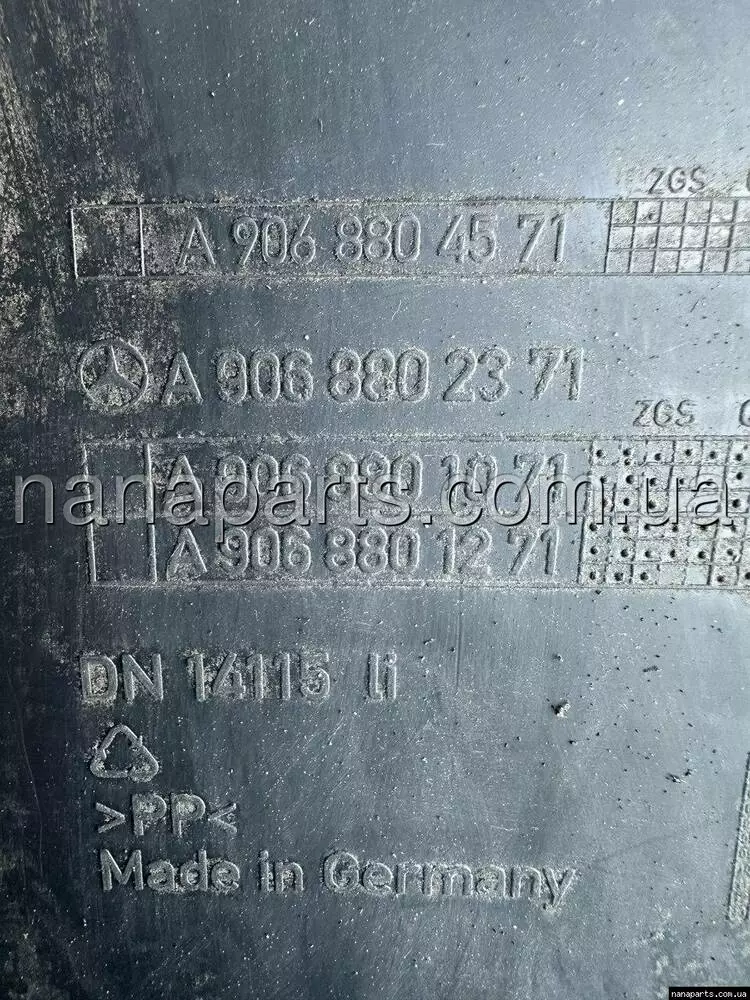 ZGS
A 906 880 45 71
A 906 880 23 71
ZGS
A 906 880 10 71
nanaparts.com.ua
A 906 880 12 71
DN 14115 li
>PP<
Made in Germany
nanaparts.com.ua